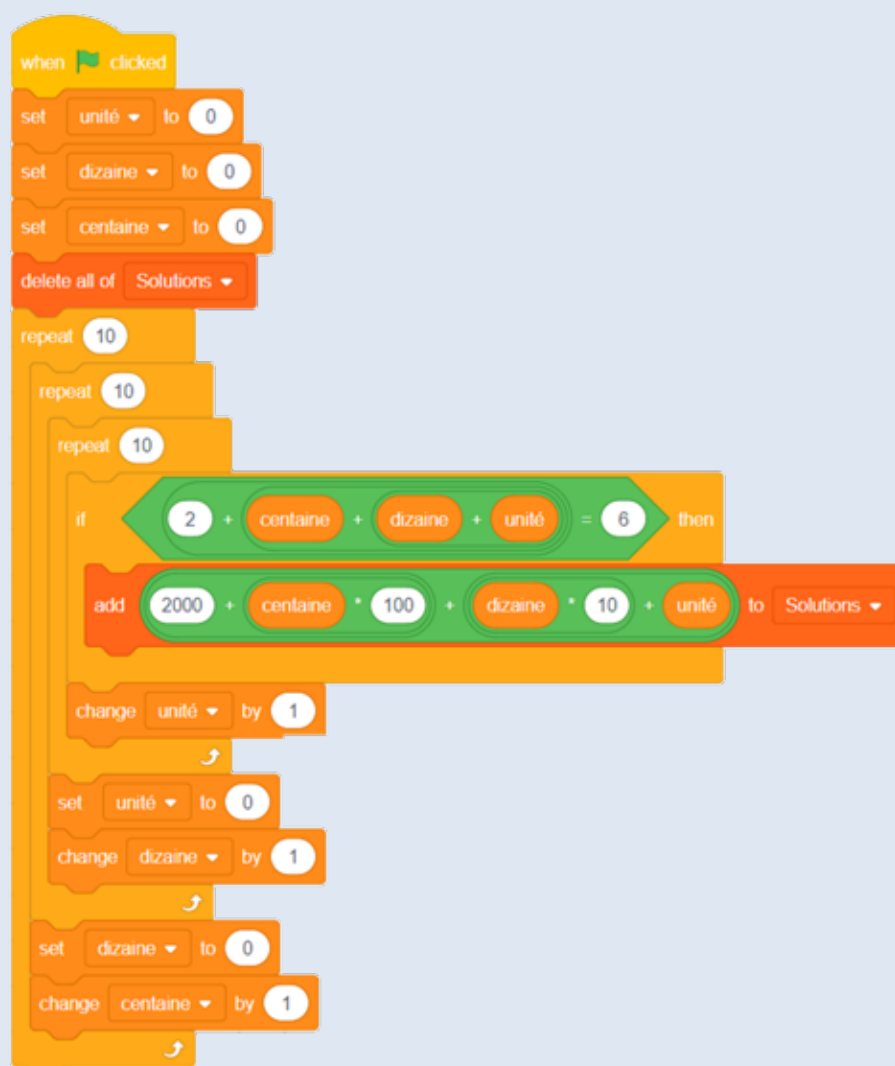 when clicked
set unité to 0
set dizaine to 0
set centaine to 0
delete all of Solutions
repeat 10
repeat 10
repeat 10
if 2 + centaine + dizaine + unité = 6 then
add 2000 + centaine * 100 + dizaine * 10 + unité to Solutions
change unité by 1
set unité to 0
change dizaine by 1
set dizaine to 0
change centaine by 1